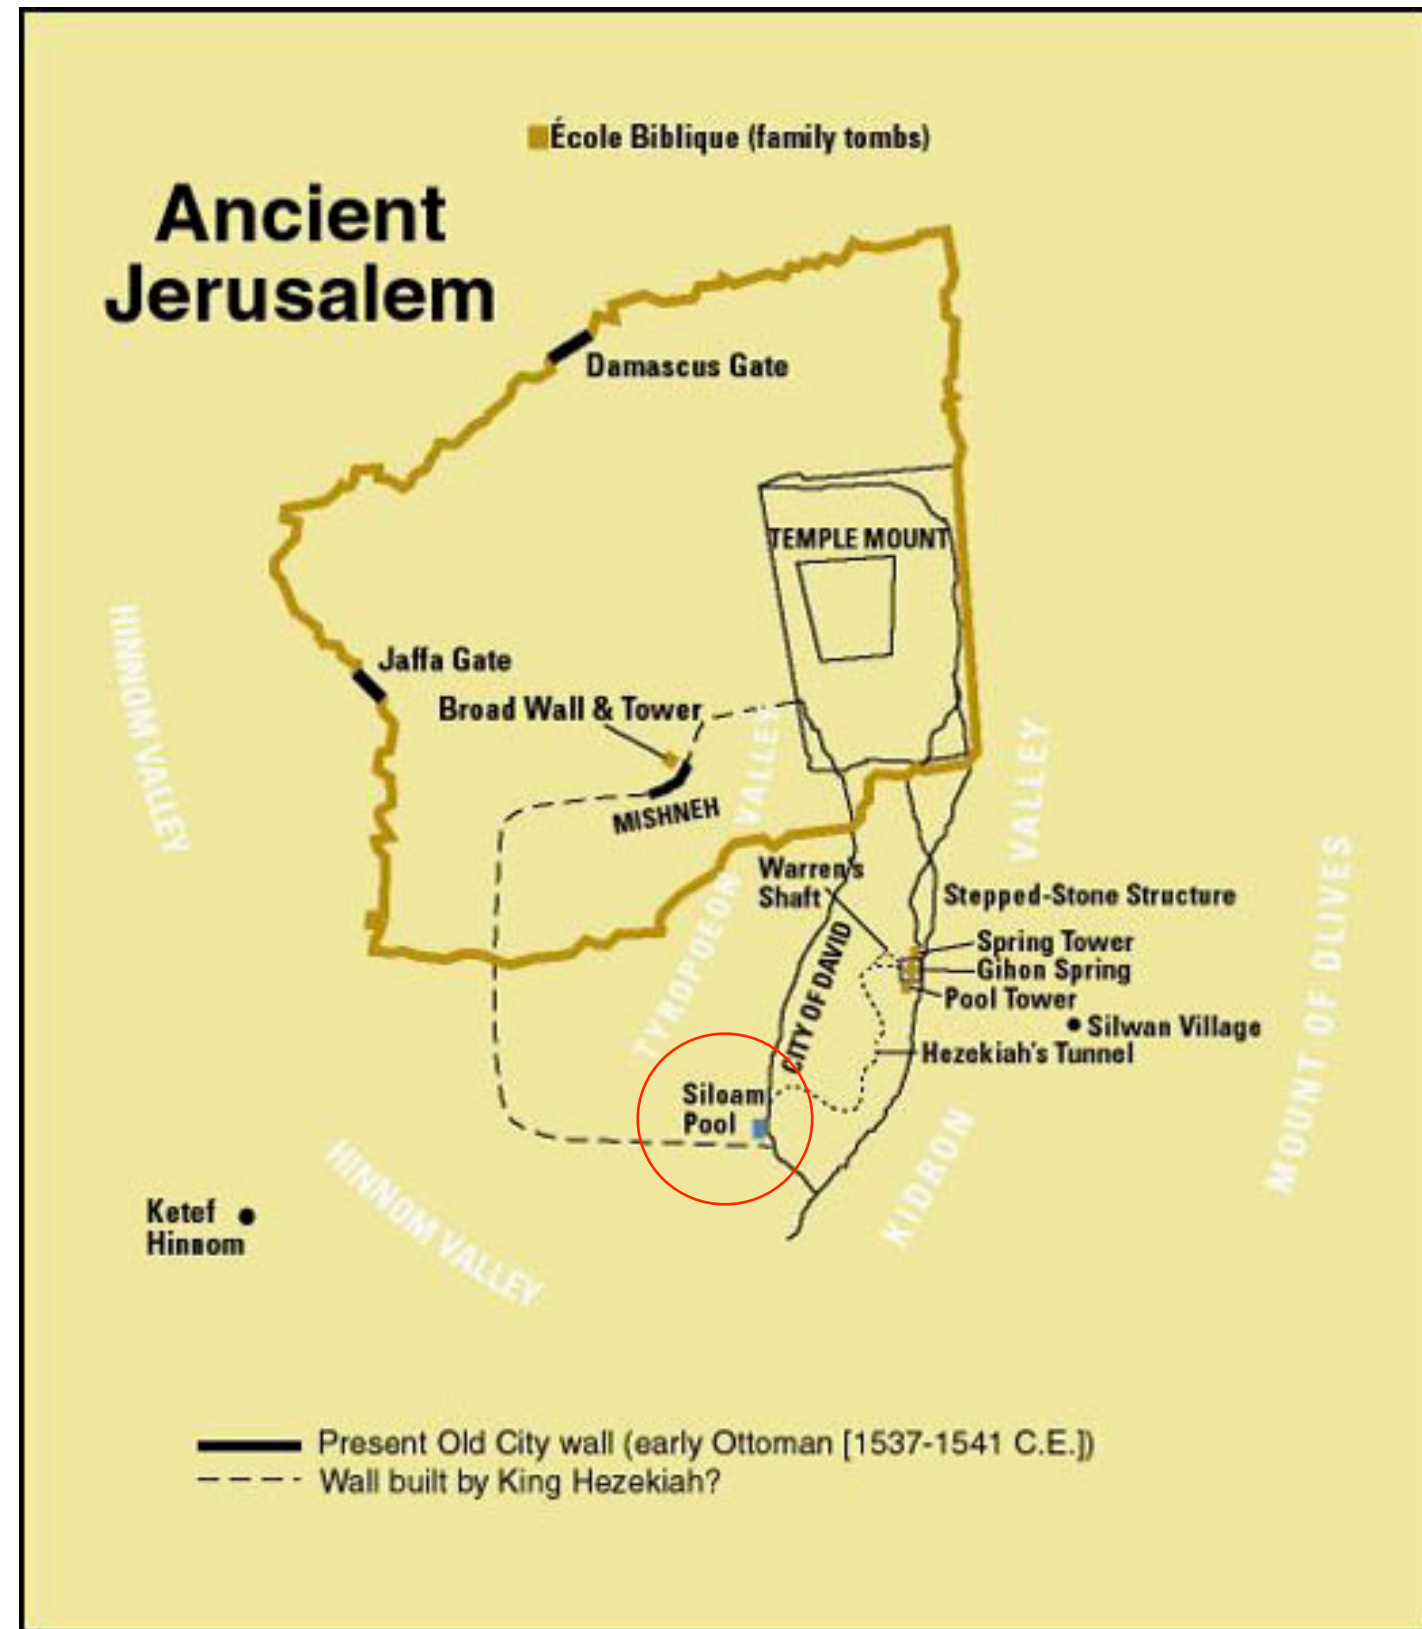 École Biblique (family tombs)
Ancient
Jerusalem
Damascus Gate
TEMPLE MOUNT
HINNOM VALLEY
Jaffa Gate
Broad Wall & Tower
MISHNEH
TYROPOEON VALLEY
VALLEY
Warren's
Shaft
Stepped-Stone Structure
Spring Tower
Gihon Spring
Pool Tower
CITY OF DAVID
Silwan Village
Hezekiah's Tunnel
MOUNT OF OLIVES
Siloam
Pool
KIDRON
HINNOM VALLEY
Ketef
Hinnom
Present Old City wall (early Ottoman [1537-1541 C.E.])
Wall built by King Hezekiah?